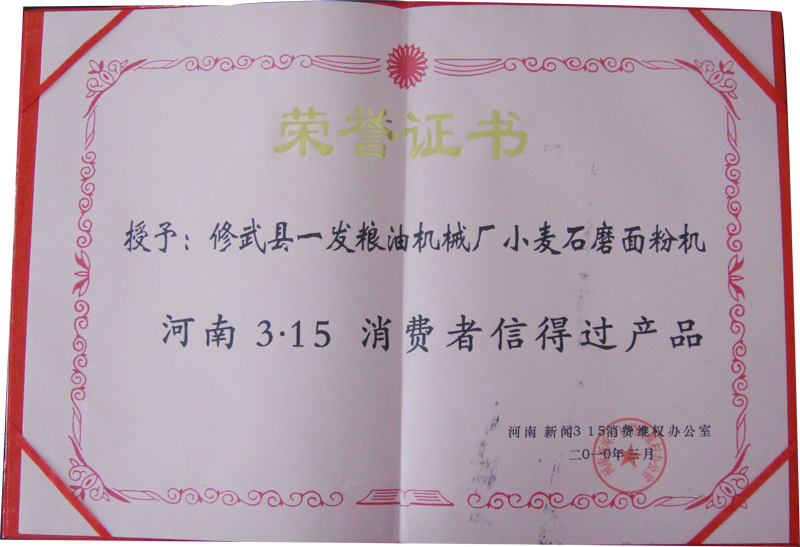 荣誉证书
授予：修武县一发粮油机械厂小麦石磨面粉机
河南 3·15 消费者信得过产品
河南 新闻3 15消费维权办公室
二〇一〇年三月